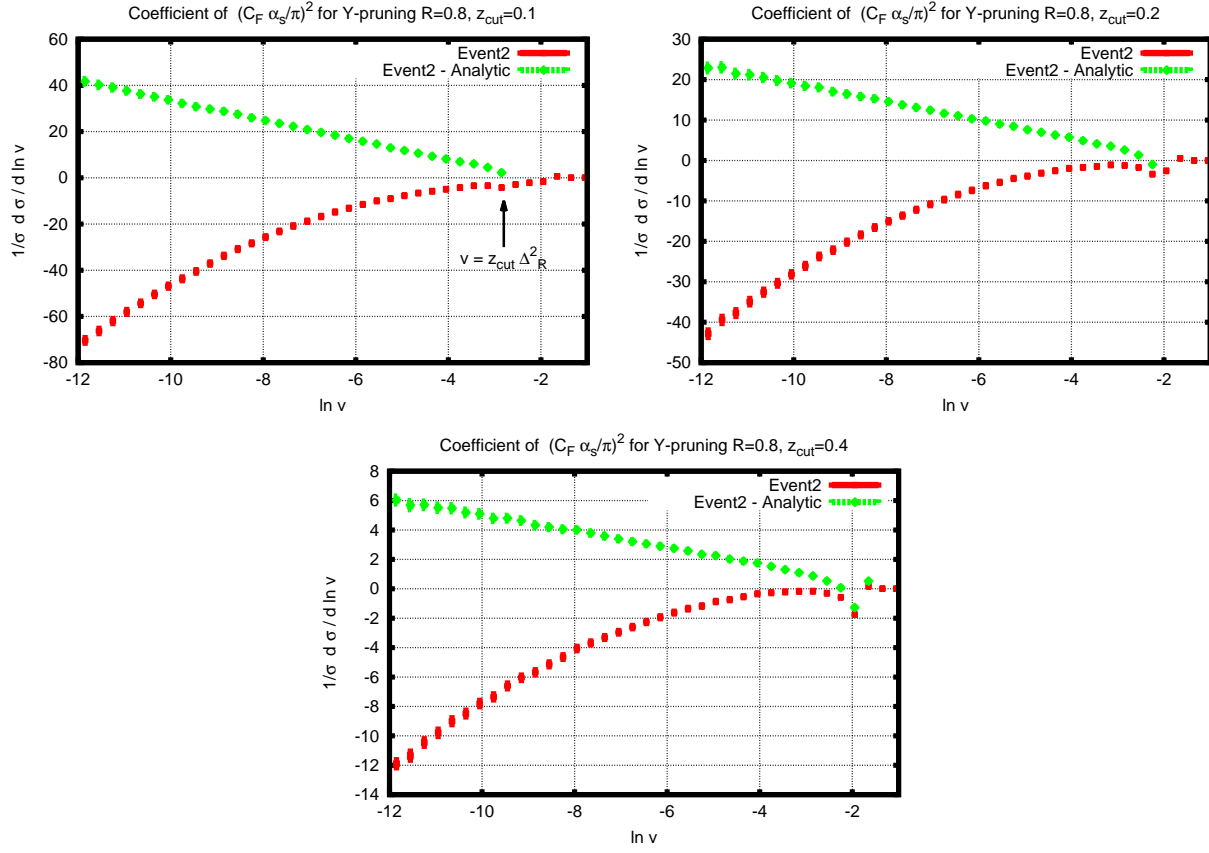 Coefficient of (C_F α_s/π)^2 for Y-pruning R=0.8, z_cut=0.1
Event2
Event2 - Analytic
1/σ d σ / d ln v
60
40
20
0
-20
-40
-60
-80
v = z_cut Δ^2_R
-12
-10
-8
-6
-4
-2
ln v
Coefficient of (C_F α_s/π)^2 for Y-pruning R=0.8, z_cut=0.2
Event2
Event2 - Analytic
1/σ d σ / d ln v
30
20
10
0
-10
-20
-30
-40
-50
-12
-10
-8
-6
-4
-2
ln v
Coefficient of (C_F α_s/π)^2 for Y-pruning R=0.8, z_cut=0.4
Event2
Event2 - Analytic
1/σ d σ / d ln v
8
6
4
2
0
-2
-4
-6
-8
-10
-12
-14
-12
-10
-8
-6
-4
-2
ln v